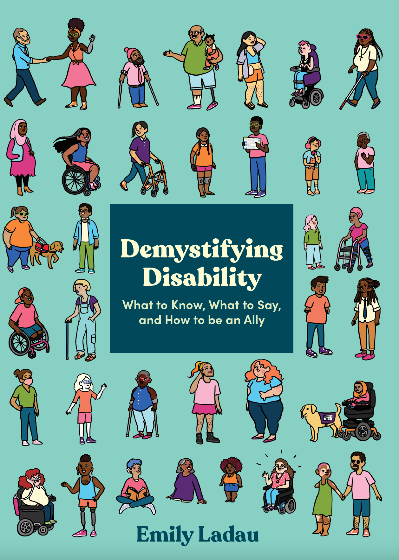 Demystifying
Disability
What to Know, What to Say,
and How to be an Ally
Emily Ladau